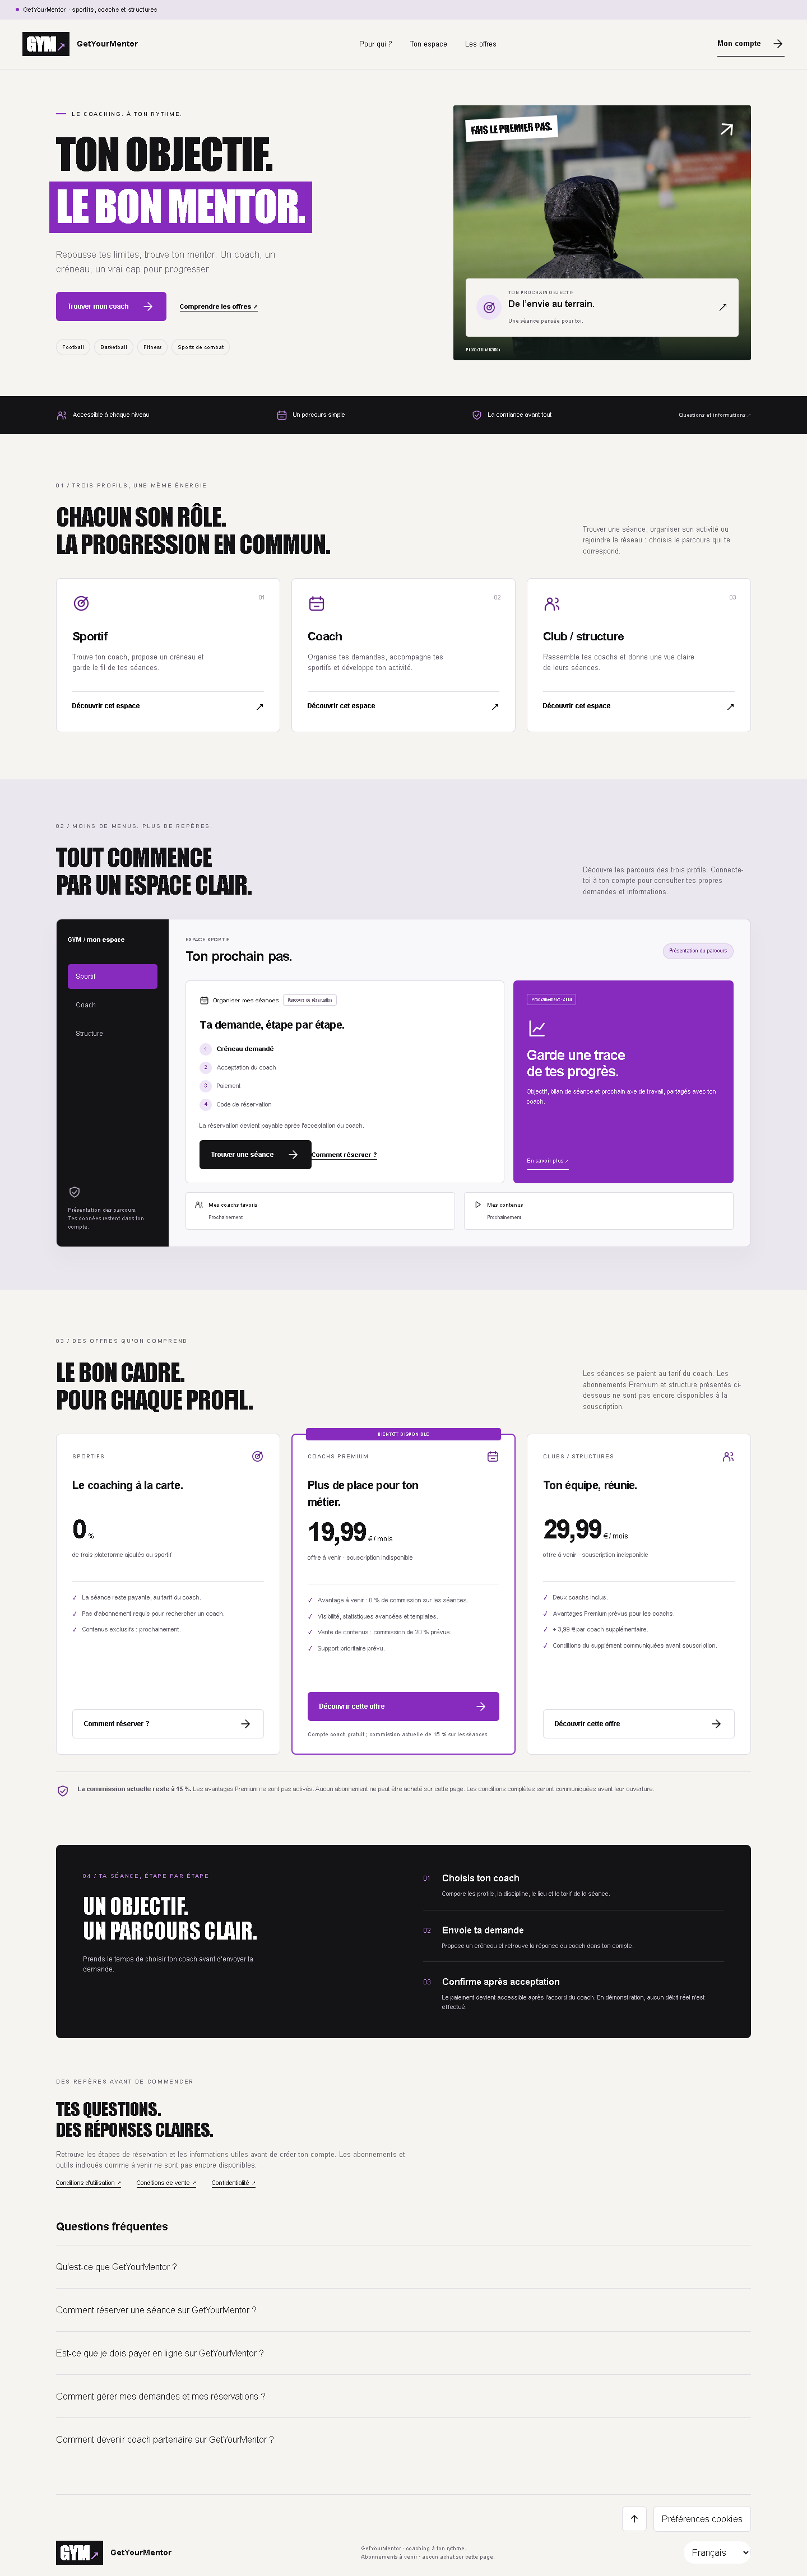 GetYourMentor · sportifs, coachs et structures
GYM↗ GetYourMentor
Pour qui ? Ton espace Les offres
Mon compte →
LE COACHING. À TON RYTHME.
TON OBJECTIF.
LE BON MENTOR.
Repousse tes limites, trouve ton mentor. Un coach, un
créneau, un vrai cap pour progresser.
Trouver mon coach →
Comprendre les offres ↗
Football Basketball Fitness Sports de combat
FAIS LE PREMIER PAS.
TON PROCHAIN OBJECTIF
De l'envie au terrain.
Une séance pensée pour toi.
Accessible à chaque niveau
Un parcours simple
La confiance avant tout
Questions et informations ↗
01 / TROIS PROFILS, UNE MÊME ÉNERGIE
CHACUN SON RÔLE.
LA PROGRESSION EN COMMUN.
Trouver une séance, organiser son activité ou
rejoindre le réseau : choisis le parcours qui te
correspond.
01
Sportif
Trouve ton coach, propose un créneau et
garde le fil de tes séances.
Découvrir cet espace ↗
02
Coach
Organise tes demandes, accompagne tes
sportifs et développe ton activité.
Découvrir cet espace ↗
03
Club / structure
Rassemble tes coachs et donne une vue claire
de leurs séances.
Découvrir cet espace ↗
02 / MOINS DE MENUS. PLUS DE REPÈRES.
TOUT COMMENCE
PAR UN ESPACE CLAIR.
Découvre les parcours des trois profils. Connecte-
toi à ton compte pour consulter tes propres
demandes et informations.
GYM / mon espace
Sportif
Coach
Structure
Présentation des parcours.
Tes données restent dans ton
compte.
ESPACE SPORTIF
Ton prochain pas.
Présentation du parcours
Organiser mes séances
Parcours de réservation
Ta demande, étape par étape.
1 Créneau demandé
2 Acceptation du coach
3 Paiement
4 Code de réservation
La réservation devient payable après l'acceptation du coach.
Trouver une séance →
Comment réserver ?
Garde une trace
de tes progrès.
Objectif, bilan de séance et prochain axe de travail, partagés avec ton
coach.
En savoir plus ↗
Mes coachs favoris
Prochainement
Mes contenus
Prochainement
03 / DES OFFRES QU'ON COMPREND
LE BON CADRE.
POUR CHAQUE PROFIL.
Les séances se paient au tarif du coach. Les
abonnements Premium et structure présentés ci-
dessous ne sont pas encore disponibles à la
souscription.
SPORTIFS
Le coaching à la carte.
0 %
de frais plateforme ajoutés au sportif
✓ La séance reste payante, au tarif du coach.
✓ Pas d'abonnement requis pour rechercher un coach.
✓ Contenus exclusifs : prochainement.
Comment réserver ? →
BIENTÔT DISPONIBLE
COACHS PREMIUM
Plus de place pour ton
métier.
19,99 € / mois
offre à venir · souscription indisponible
✓ Avantage à venir : 0 % de commission sur les séances.
✓ Visibilité, statistiques avancées et templates.
✓ Vente de contenus : commission de 20 % prévue.
✓ Support prioritaire prévu.
Découvrir cette offre →
Compte coach gratuit ; commission actuelle de 15 % sur les séances.
CLUBS / STRUCTURES
Ton équipe, réunie.
29,99 € / mois
offre à venir · souscription indisponible
✓ Deux coachs inclus.
✓ Avantages Premium prévus pour les coachs.
✓ + 3,99 € par coach supplémentaire.
✓ Conditions du supplément communiquées avant souscription.
Découvrir cette offre →
La commission actuelle reste à 15 %. Les avantages Premium ne sont pas activés. Aucun abonnement ne peut être acheté sur cette page. Les conditions complètes seront communiquées avant leur ouverture.
04 / TA SÉANCE, ÉTAPE PAR ÉTAPE
UN OBJECTIF.
UN PARCOURS CLAIR.
Prends le temps de choisir ton coach avant d'envoyer ta
demande.
01 Choisis ton coach
Compare les profils, la discipline, le lieu et le tarif de la séance.
02 Envoie ta demande
Propose un créneau et retrouve la réponse du coach dans ton compte.
03 Confirme après acceptation
Le paiement devient accessible après l'accord du coach. En démonstration, aucun débit réel n'est
effectué.
DES REPÈRES AVANT DE COMMENCER
TES QUESTIONS.
DES RÉPONSES CLAIRES.
Retrouve les étapes de réservation et les informations utiles avant de créer ton compte. Les abonnements et
outils indiqués comme à venir ne sont pas encore disponibles.
Conditions d'utilisation ↗ Conditions de vente ↗ Confidentialité ↗
Questions fréquentes
Qu'est-ce que GetYourMentor ?
Comment réserver une séance sur GetYourMentor ?
Est-ce que je dois payer en ligne sur GetYourMentor ?
Comment gérer mes demandes et mes réservations ?
Comment devenir coach partenaire sur GetYourMentor ?
↑ Préférences cookies
GYM↗ GetYourMentor
GetYourMentor · coaching à ton rythme.
Abonnements à venir · aucun achat sur cette page.
Français